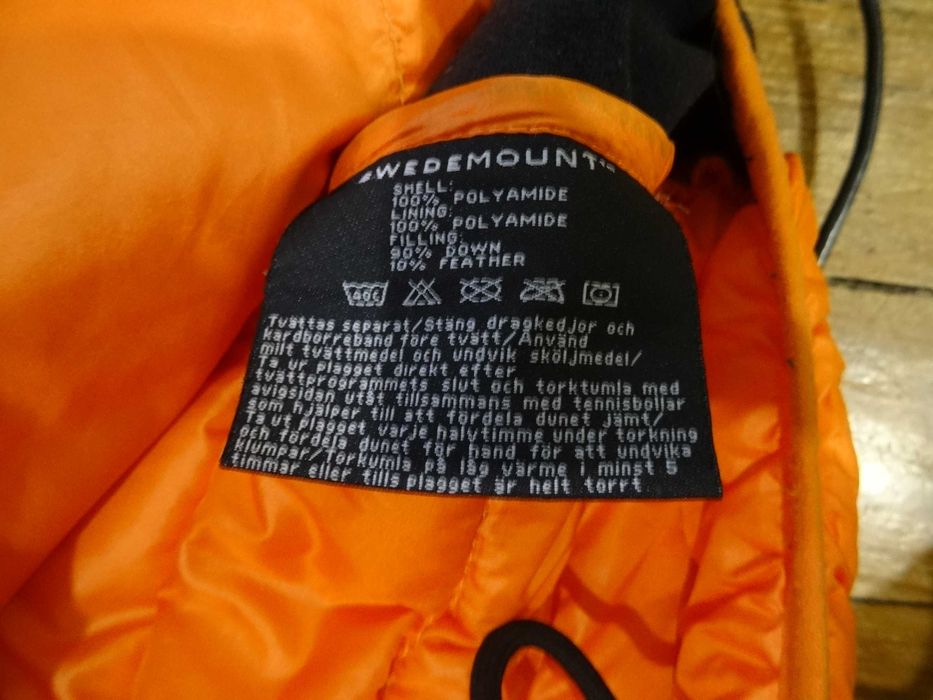 SWEDEMOUNT
SHELL:
100% POLYAMIDE
LINING:
100% POLYAMIDE
FILLING:
90% DOWN
10% FEATHER
40C
Tvättas separat/Stäng dragkedjor och
kardborreband före tvätt/Använd
milt tvättmedel och undvik sköljmedel/
Ta ur plagget direkt efter
tvättprogrammets slut och torktumla med
avigsidan utåt tillsammans med tennisbollar
som hjälper till att fördela dunet jämt/
Ta ut plagget varje halvtimme under torkning
och fördela dunet för hand för att undvika
klumpar/Torkumla på låg värme i minst 5
timmar eller tills plagget är helt torrt